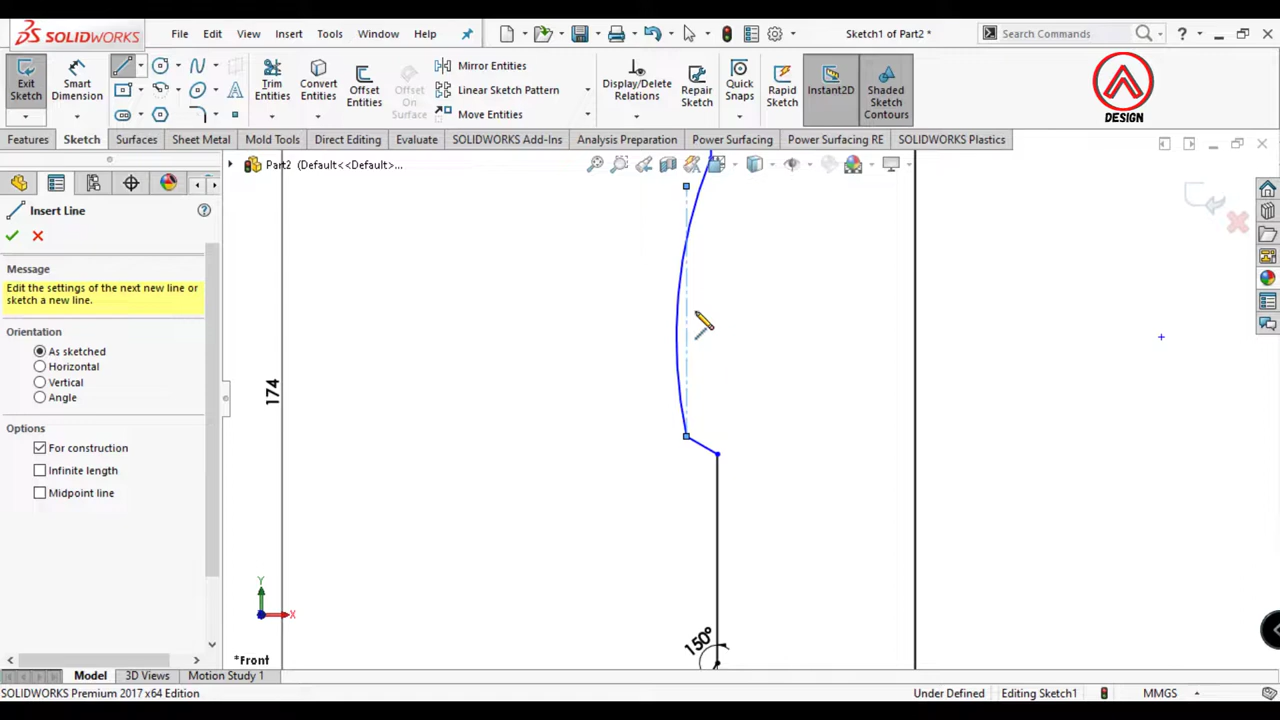 SOLIDWORKS
File Edit View Insert Tools Window Help
Sketch1 of Part2 *
Search Commands
?
Exit Sketch
Smart Dimension
Trim Entities
Convert Entities
Offset Entities
Offset On Surface
Mirror Entities
Linear Sketch Pattern
Move Entities
Display/Delete Relations
Repair Sketch
Quick Snaps
Rapid Sketch
Instant2D
Shaded Sketch Contours
DESIGN
Features Sketch Surfaces Sheet Metal Mold Tools Direct Editing Evaluate SOLIDWORKS Add-Ins Analysis Preparation Power Surfacing Power Surfacing RE SOLIDWORKS Plastics
Part2 (Default<<Default>...
Insert Line
Message
Edit the settings of the next new line or
sketch a new line.
Orientation
As sketched
Horizontal
Vertical
Angle
Options
For construction
Infinite length
Midpoint line
174
150°
Y
X
*Front
Model 3D Views Motion Study 1
SOLIDWORKS Premium 2017 x64 Edition
Under Defined Editing Sketch1 MMGS